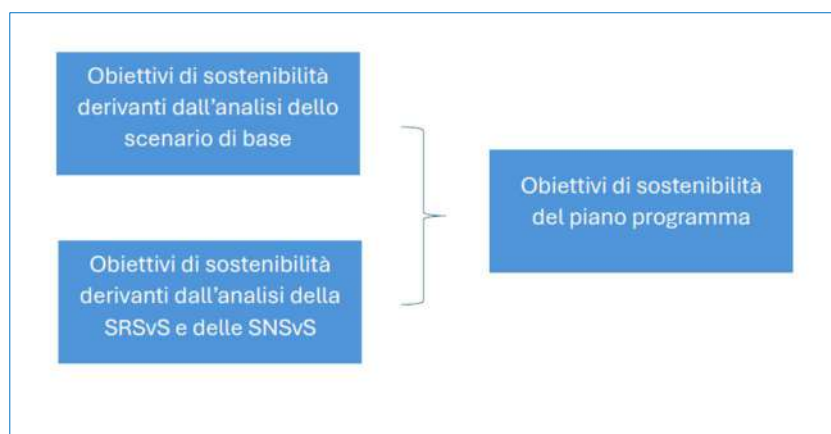 Obiettivi di sostenibilità
derivanti dall'analisi dello
scenario di base
Obiettivi di sostenibilità
derivanti dall'analisi della
SRSvS e delle SNSvS
Obiettivi di sostenibilità
del piano programma